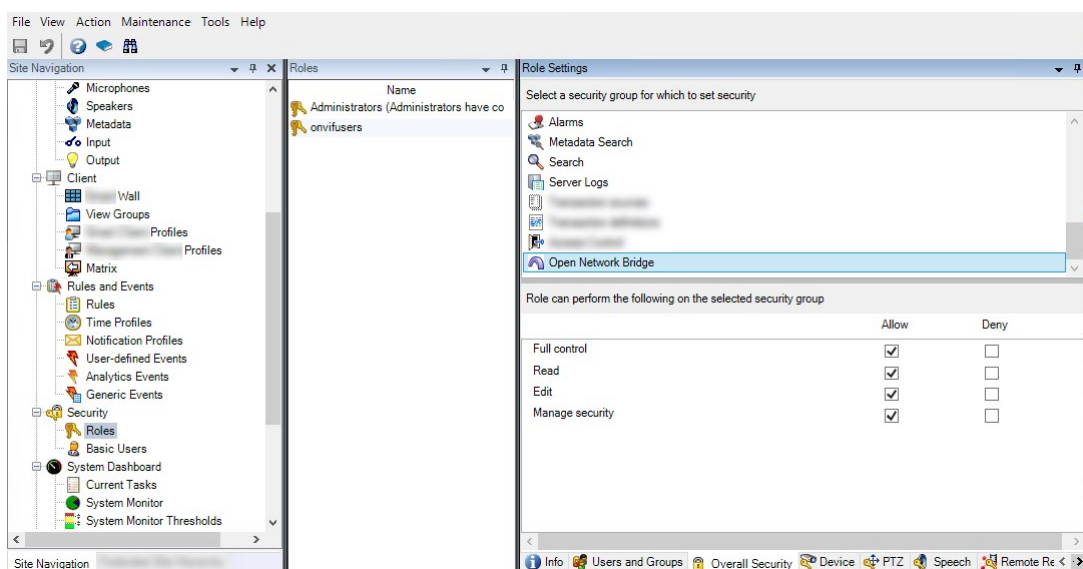 File View Action Maintenance Tools Help
Site Navigation
Microphones
Speakers
Metadata
Input
Output
Client
Wall
View Groups
Profiles
Profiles
Matrix
Rules and Events
Rules
Time Profiles
Notification Profiles
User-defined Events
Analytics Events
Generic Events
Security
Roles
Basic Users
System Dashboard
Current Tasks
System Monitor
System Monitor Thresholds
Site Navigation
Roles
Name
Administrators (Administrators have co
onvifusers
Role Settings
Select a security group for which to set security
Alarms
Metadata Search
Search
Server Logs
Open Network Bridge
Role can perform the following on the selected security group
Allow Deny
Full control
Read
Edit
Manage security
Info Users and Groups Overall Security Device PTZ Speech Remote Re